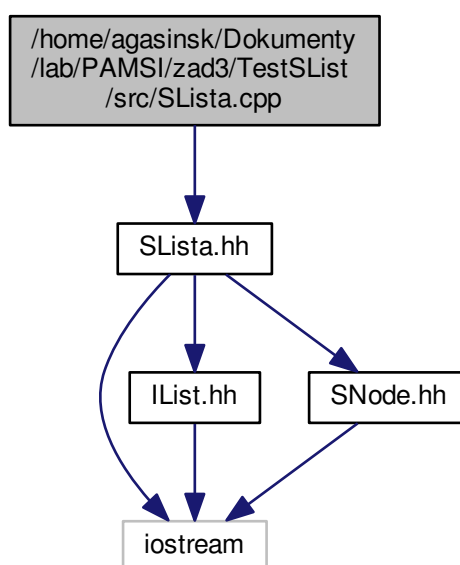 /home/agasinsk/Dokumenty
/lab/PAMSI/zad3/TestSList
/src/SLista.cpp
SLista.hh
IList.hh
SNode.hh
iostream